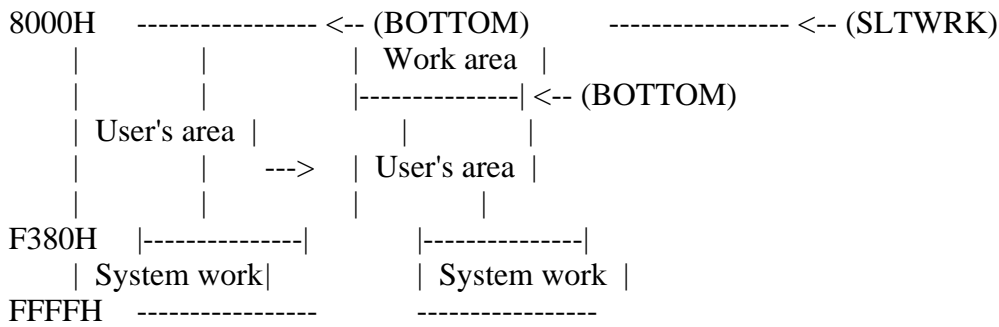 8000H ----------------- <-- (BOTTOM) ----------------- <-- (SLTWRK)
| | | Work area |
| | |---------------| <-- (BOTTOM)
| User's area | | |
| | ---> | User's area |
| | | |
F380H |---------------| |---------------|
| System work| | System work |
FFFFH ----------------- -----------------